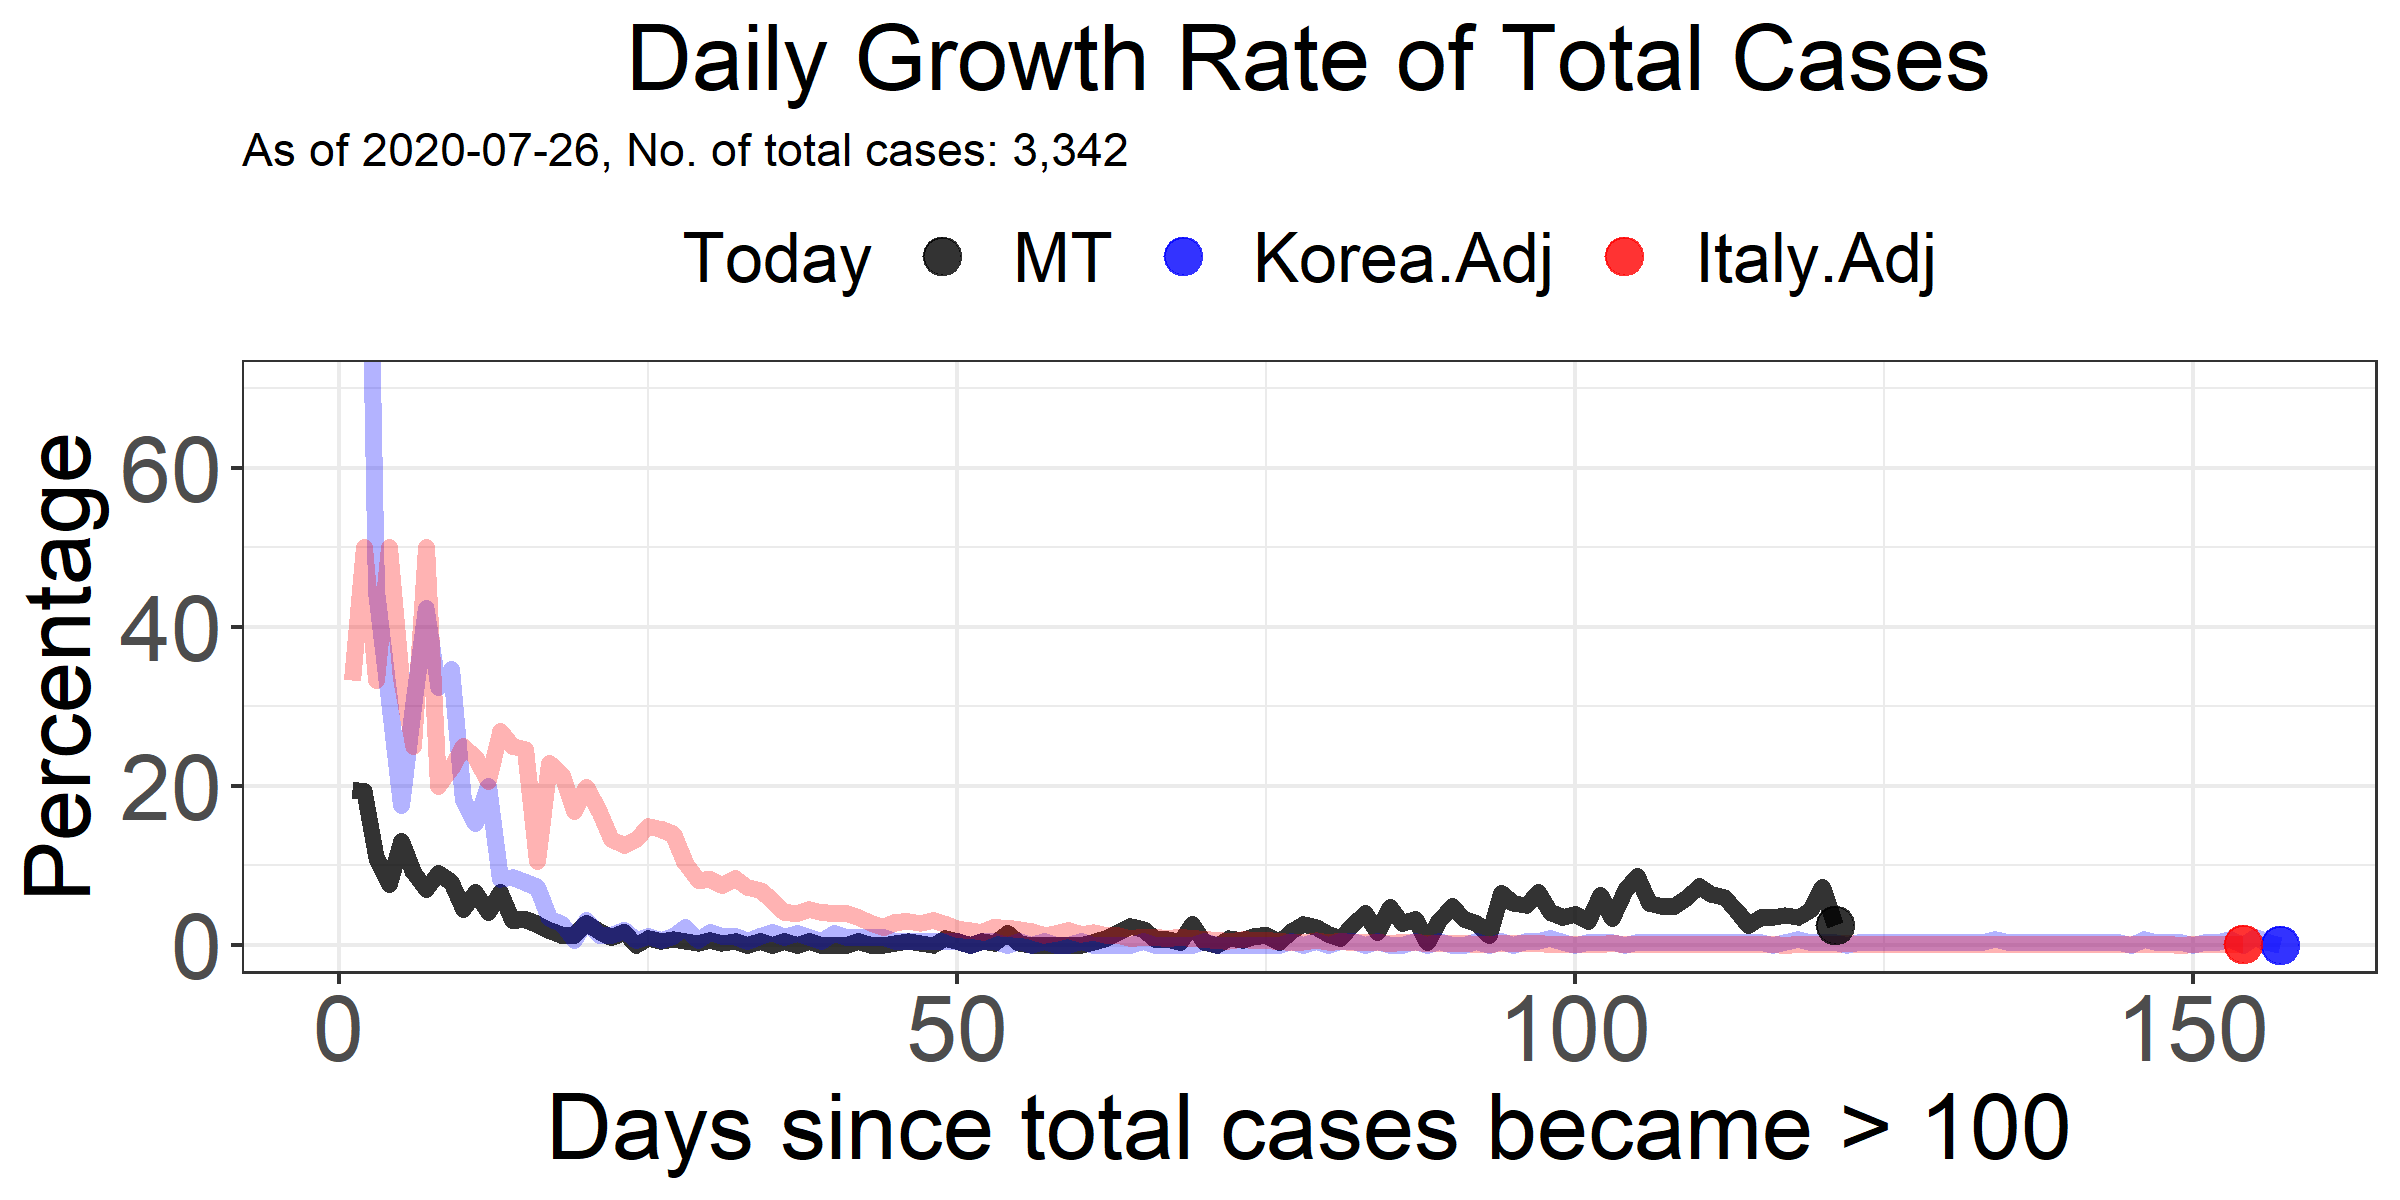 Daily Growth Rate of Total Cases
As of 2020-07-26, No. of total cases: 3,342
Today MT Korea.Adj Italy.Adj
Percentage
60
40
20
0
0 50 100 150
Days since total cases became > 100